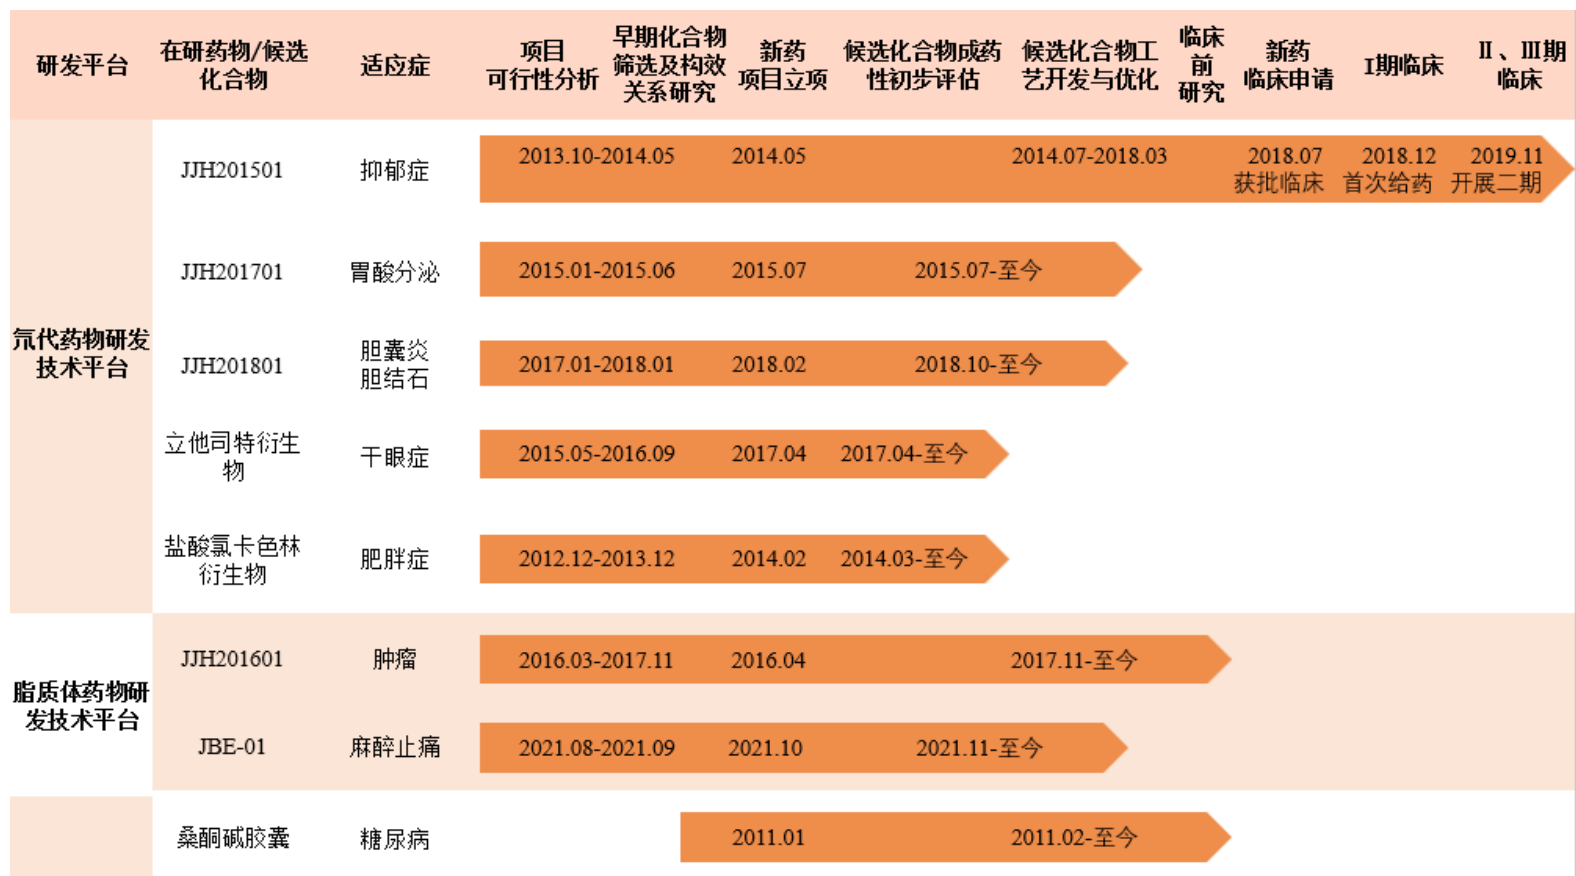 研发平台
在研药物/候选
化合物
适应症
项目
可行性分析
早期化合物
筛选及构效
关系研究
新药
项目立项
候选化合物成药
性初步评估
候选化合物工
艺开发与优化
临床
前
研究
新药
临床申请
I期临床
Ⅱ、Ⅲ期
临床
氘代药物研发
技术平台
JJH201501
抑郁症
2013.10-2014.05
2014.05
2014.07-2018.03
2018.07
获批临床
2018.12
首次给药
2019.11
开展二期
JJH201701
胃酸分泌
2015.01-2015.06
2015.07
2015.07-至今
JJH201801
胆囊炎
胆结石
2017.01-2018.01
2018.02
2018.10-至今
立他司特衍生
物
干眼症
2015.05-2016.09
2017.04
2017.04-至今
盐酸氯卡色林
衍生物
肥胖症
2012.12-2013.12
2014.02
2014.03-至今
脂质体药物研
发技术平台
JJH201601
肿瘤
2016.03-2017.11
2016.04
2017.11-至今
JBE-01
麻醉止痛
2021.08-2021.09
2021.10
2021.11-至今
桑酮碱胶囊
糖尿病
2011.01
2011.02-至今